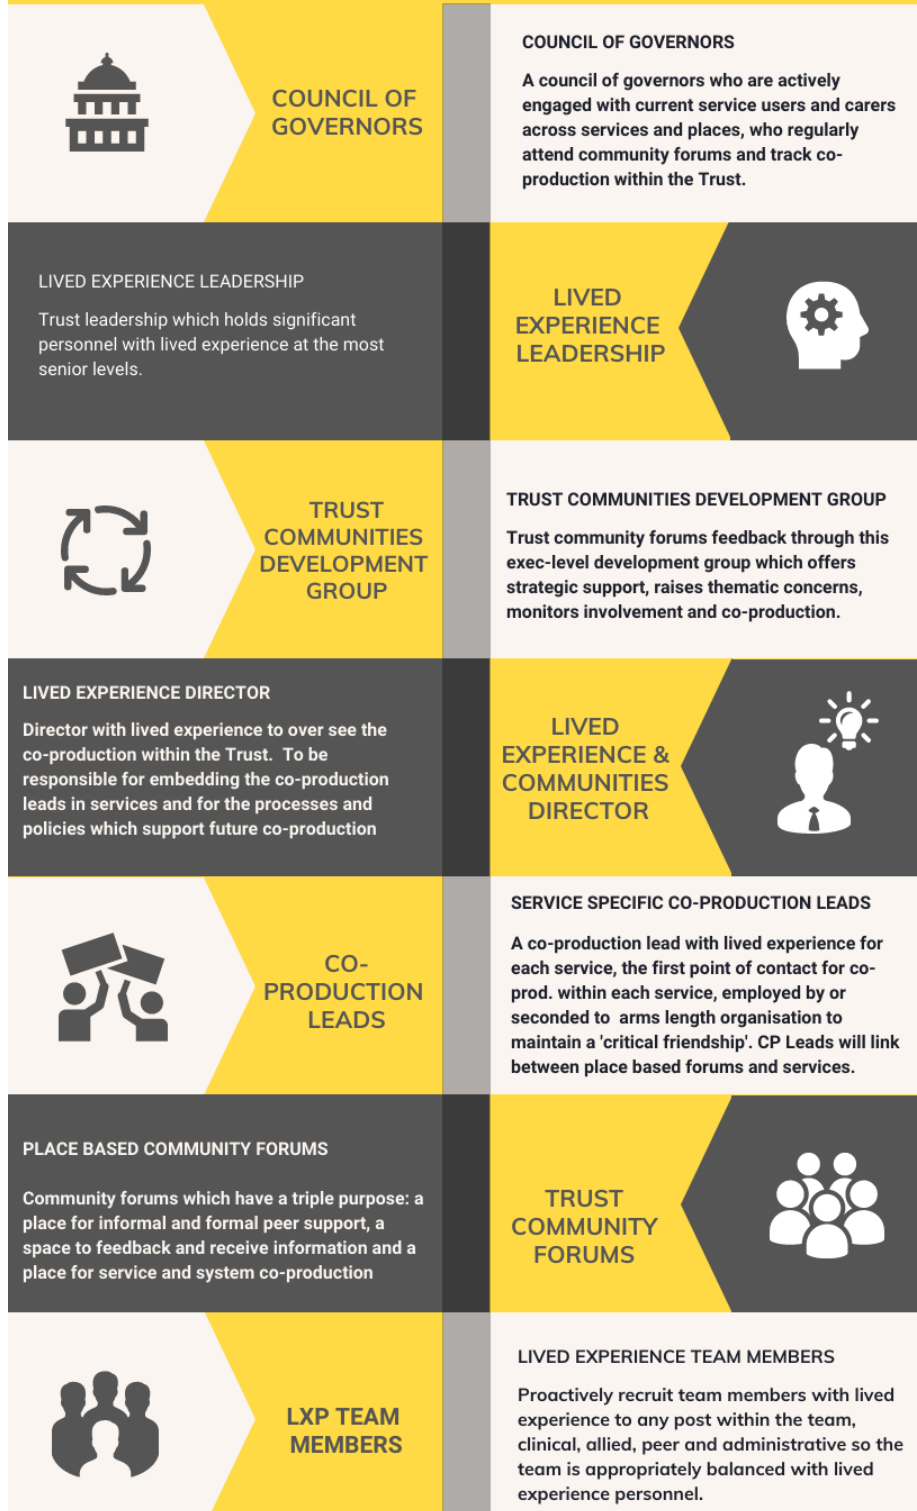 COUNCIL OF
GOVERNORS
COUNCIL OF GOVERNORS
A council of governors who are actively
engaged with current service users and carers
across services and places, who regularly
attend community forums and track co-
production within the Trust.
LIVED EXPERIENCE LEADERSHIP
Trust leadership which holds significant
personnel with lived experience at the most
senior levels.
LIVED
EXPERIENCE
LEADERSHIP
TRUST
COMMUNITIES
DEVELOPMENT
GROUP
TRUST COMMUNITIES DEVELOPMENT GROUP
Trust community forums feedback through this
exec-level development group which offers
strategic support, raises thematic concerns,
monitors involvement and co-production.
LIVED EXPERIENCE DIRECTOR
Director with lived experience to over see the
co-production within the Trust. To be
responsible for embedding the co-production
leads in services and for the processes and
policies which support future co-production
LIVED
EXPERIENCE &
COMMUNITIES
DIRECTOR
CO-
PRODUCTION
LEADS
SERVICE SPECIFIC CO-PRODUCTION LEADS
A co-production lead with lived experience for
each service, the first point of contact for co-
prod. within each service, employed by or
seconded to arms length organisation to
maintain a 'critical friendship'. CP Leads will link
between place based forums and services.
PLACE BASED COMMUNITY FORUMS
Community forums which have a triple purpose: a
place for informal and formal peer support, a
space to feedback and receive information and a
place for service and system co-production
TRUST
COMMUNITY
FORUMS
LXP TEAM
MEMBERS
LIVED EXPERIENCE TEAM MEMBERS
Proactively recruit team members with lived
experience to any post within the team,
clinical, allied, peer and administrative so the
team is appropriately balanced with lived
experience personnel.